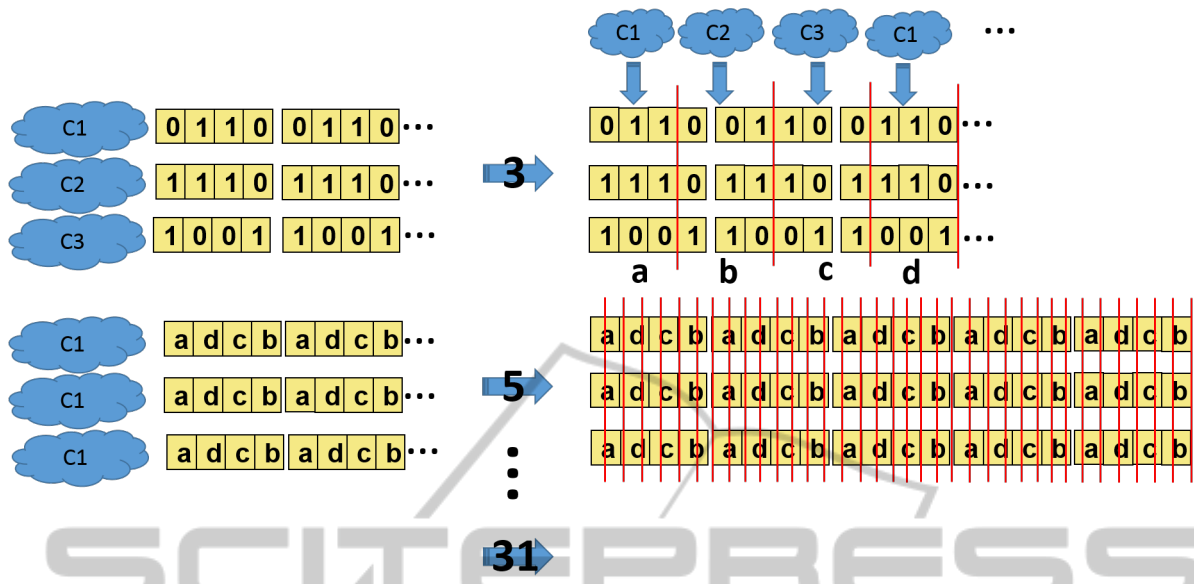 C1 C2 C3 C1 ...
C1 0 1 1 0 0 1 1 0 ...
C2 1 1 1 0 1 1 1 0 ...
C3 1 0 0 1 1 0 0 1 ...
3
0 1 1 0 0 1 1 0 0 1 1 0 ...
1 1 1 0 1 1 1 0 1 1 1 0 ...
1 0 0 1 1 0 0 1 1 0 0 1 ...
a b c d
C1 a d c b a d c b ...
C1 a d c b a d c b ...
C1 a d c b a d c b ...
5
a d c b a d c b a d c b a d c b a d c b
a d c b a d c b a d c b a d c b a d c b
a d c b a d c b a d c b a d c b a d c b
31
SCITEPRESS